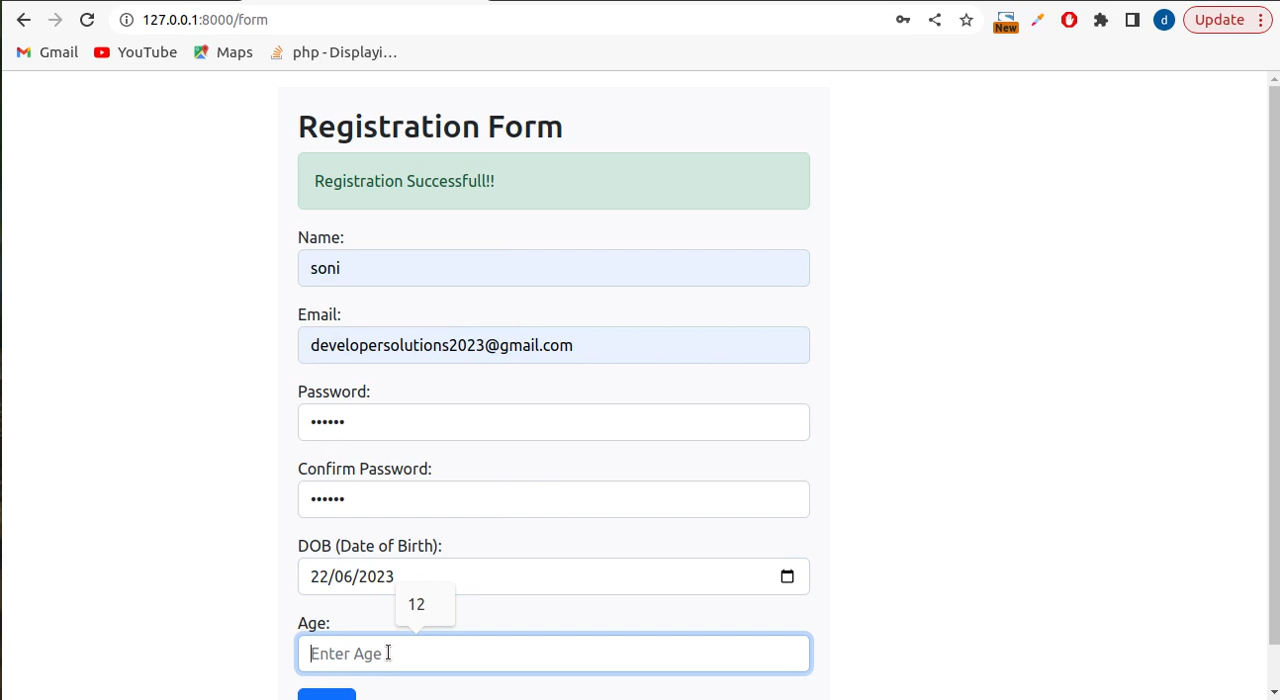 127.0.0.1:8000/form
New
d
Update
Gmail
YouTube
Maps
php - Displayi…
Registration Form
Registration Successfull!!
Name:
soni
Email:
developersolutions2023@gmail.com
Password:
••••••
Confirm Password:
••••••
DOB (Date of Birth):
22/06/2023
12
Age:
Enter Age